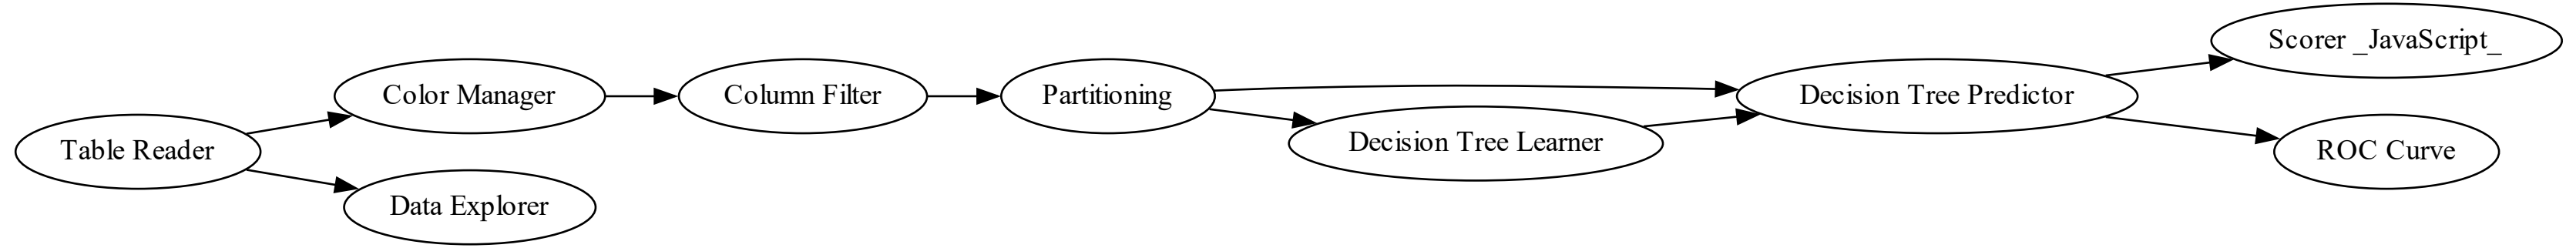 Table Reader
Color Manager
Data Explorer
Column Filter
Partitioning
Decision Tree Learner
Decision Tree Predictor
Scorer _JavaScript_
ROC Curve